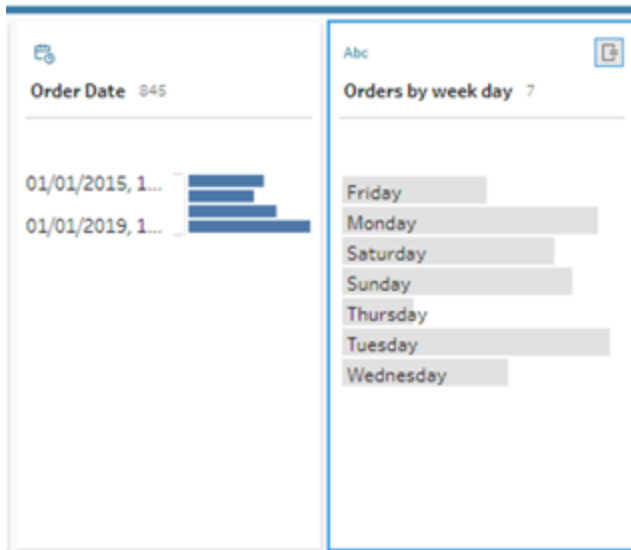 Order Date 845
01/01/2015, 1...
01/01/2019, 1...
Abc
Orders by week day 7
Friday
Monday
Saturday
Sunday
Thursday
Tuesday
Wednesday